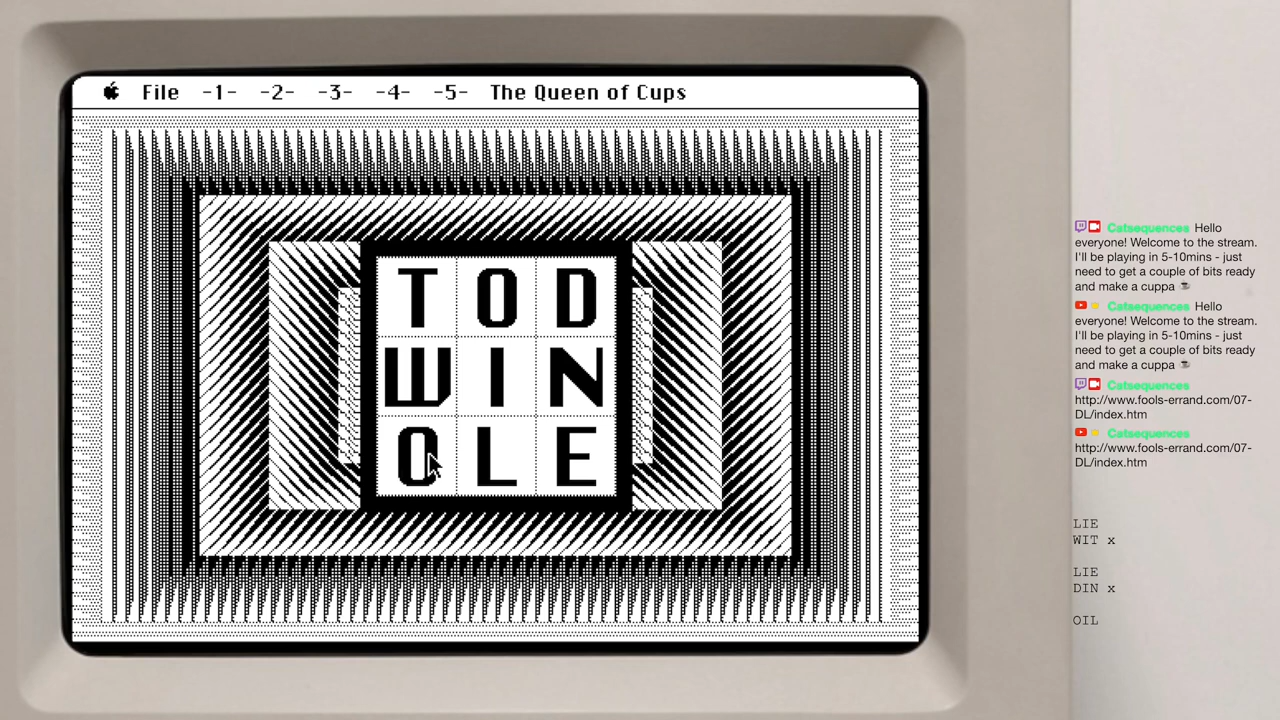 File -1- -2- -3- -4- -5- The Queen of Cups
T O D
W I N
O L E
Catsequences Hello
everyone! Welcome to the stream.
I'll be playing in 5-10mins - just
need to get a couple of bits ready
and make a cuppa
Catsequences Hello
everyone! Welcome to the stream.
I'll be playing in 5-10mins - just
need to get a couple of bits ready
and make a cuppa
Catsequences
http://www.fools-errand.com/07-
DL/index.htm
Catsequences
http://www.fools-errand.com/07-
DL/index.htm
LIE
WIT x
LIE
DIN x
OIL